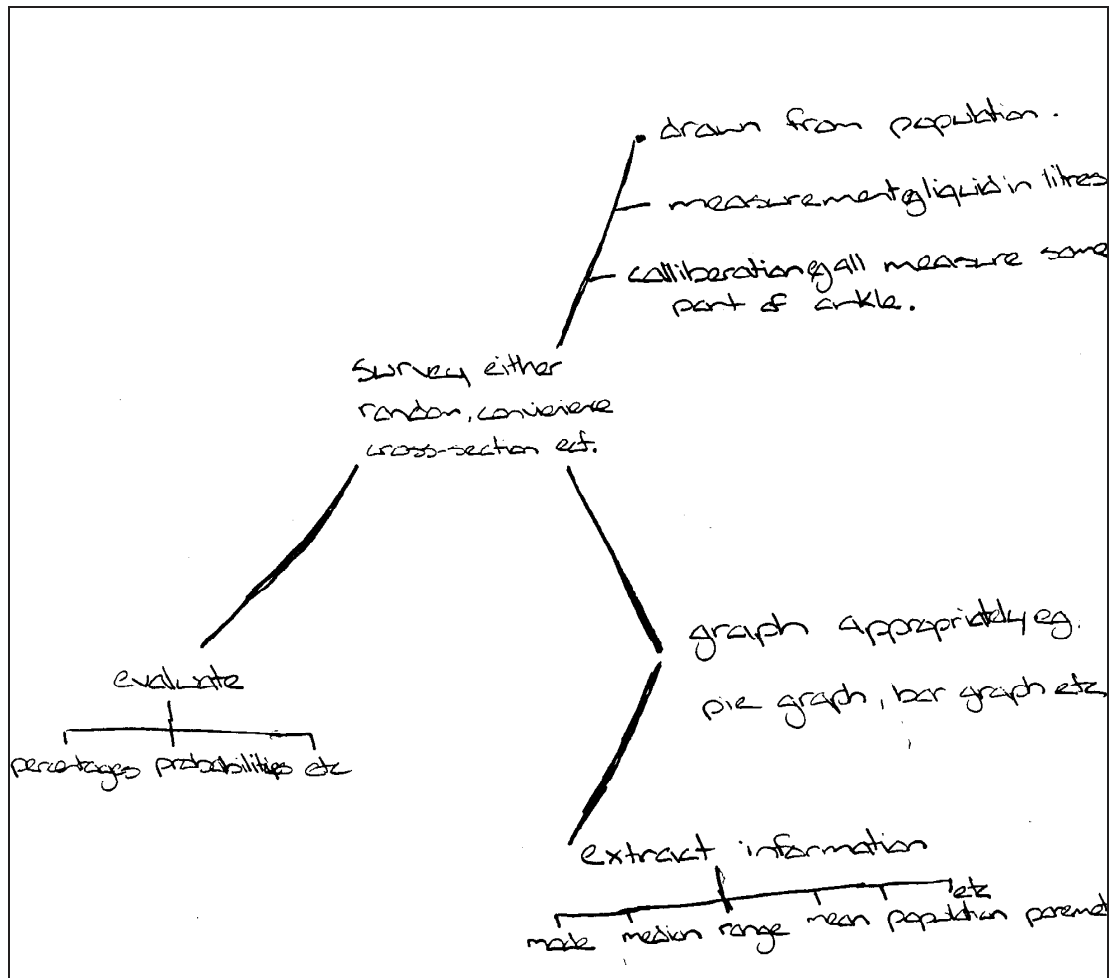 drawn from population.
measurement eg liquid in litres
calliberation eg all measure same
part of ankle.
survey either
random, convienience
cross-section ect.
graph appropriately eg.
pie graph, bar graph etc
evaluate
percentages probabilities etc
extract information
etc
mode median range mean population paramet